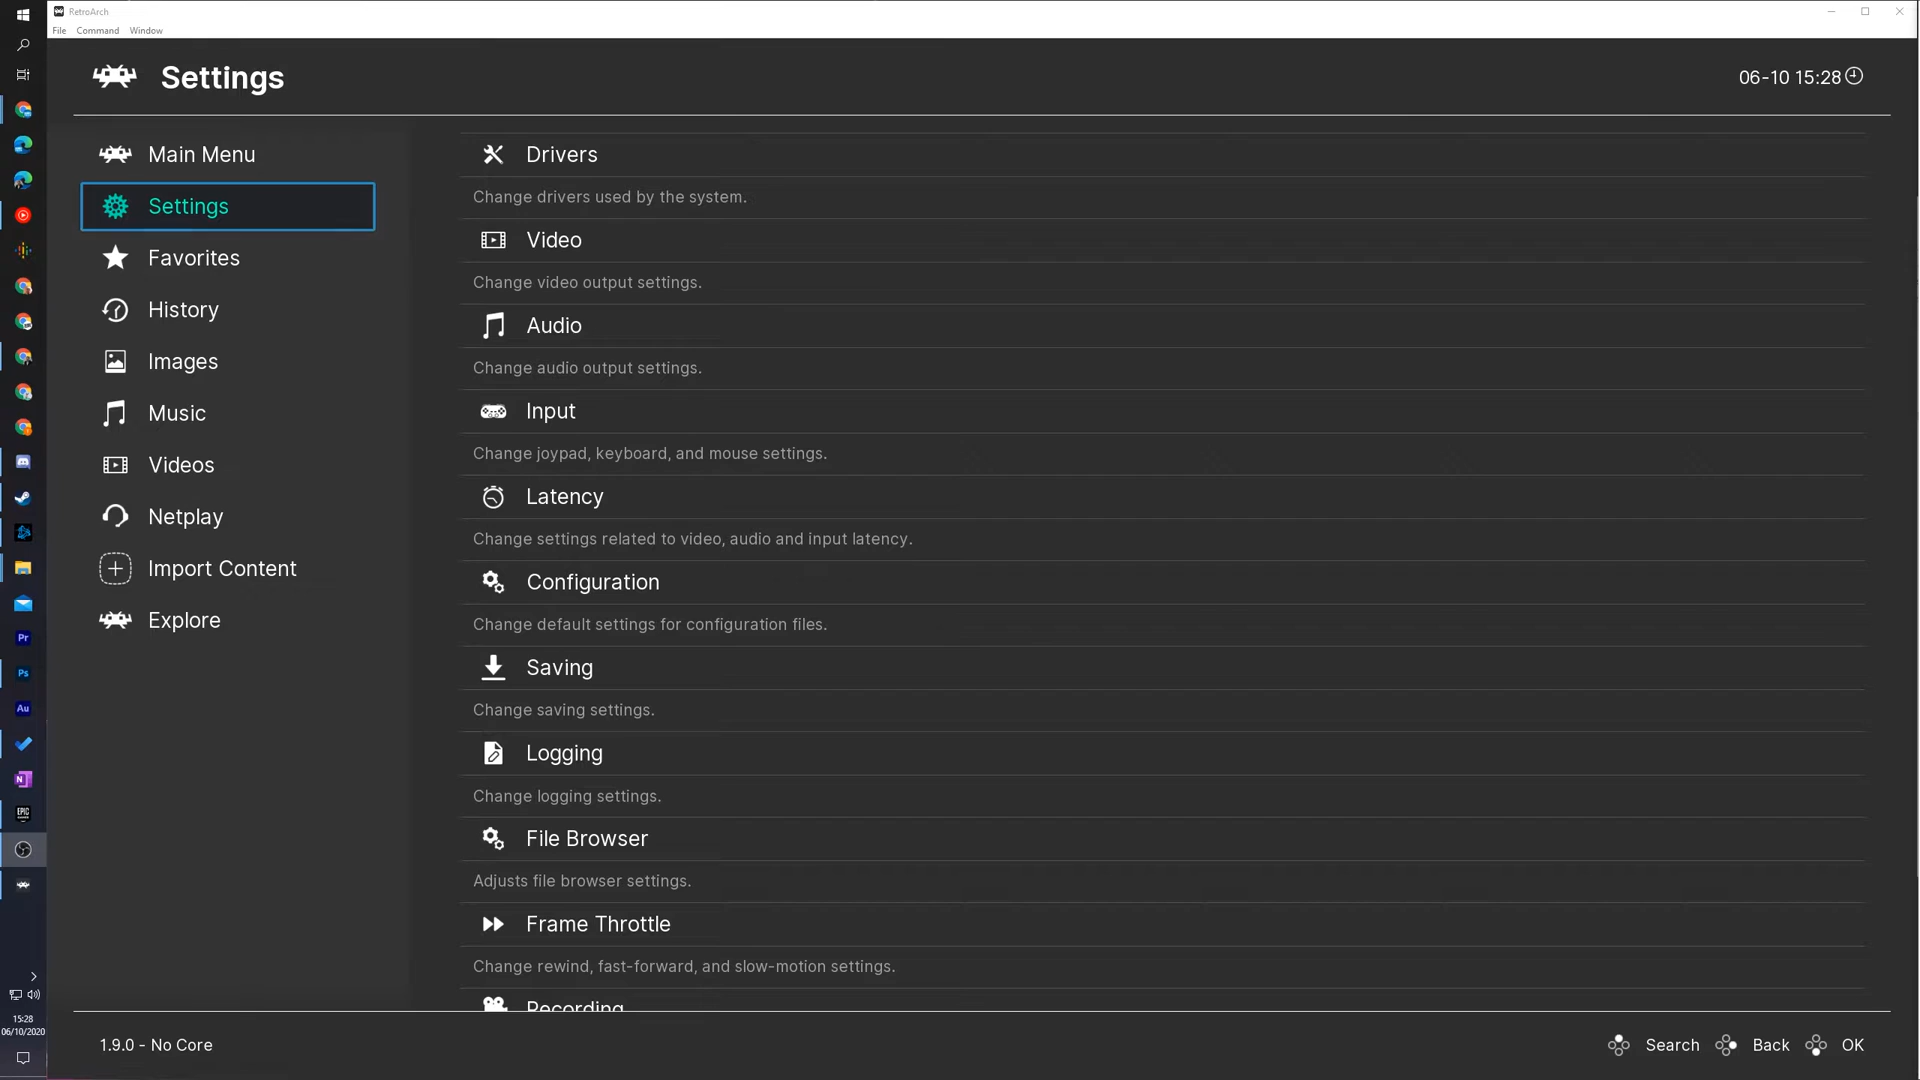 RetroArch
File Command Window
Settings
06-10 15:28
Main Menu
Settings
Favorites
History
Images
Music
Videos
Netplay
Import Content
Explore
Drivers
Change drivers used by the system.
Video
Change video output settings.
Audio
Change audio output settings.
Input
Change joypad, keyboard, and mouse settings.
Latency
Change settings related to video, audio and input latency.
Configuration
Change default settings for configuration files.
Saving
Change saving settings.
Logging
Change logging settings.
File Browser
Adjusts file browser settings.
Frame Throttle
Change rewind, fast-forward, and slow-motion settings.
Recording
1.9.0 - No Core
Search Back OK
Pr
Ps
Au
N
EPIC
15:28
06/10/2020